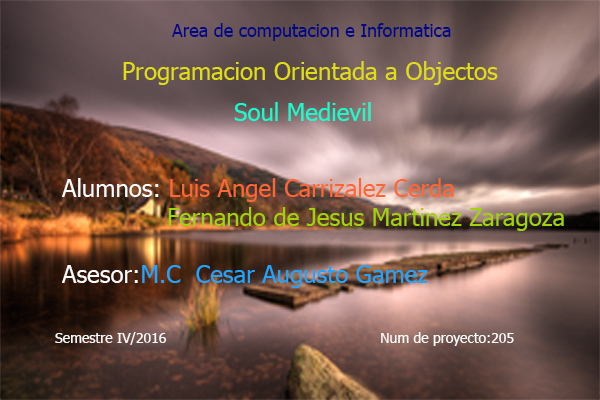 Area de computacion e Informatica
Programacion Orientada a Objectos
Soul Medievil
Alumnos: Luis Angel Carrizalez Cerda
Fernando de Jesus Martinez Zaragoza
Asesor:M.C  Cesar Augusto Gamez
Semestre IV/2016 Num de proyecto:205